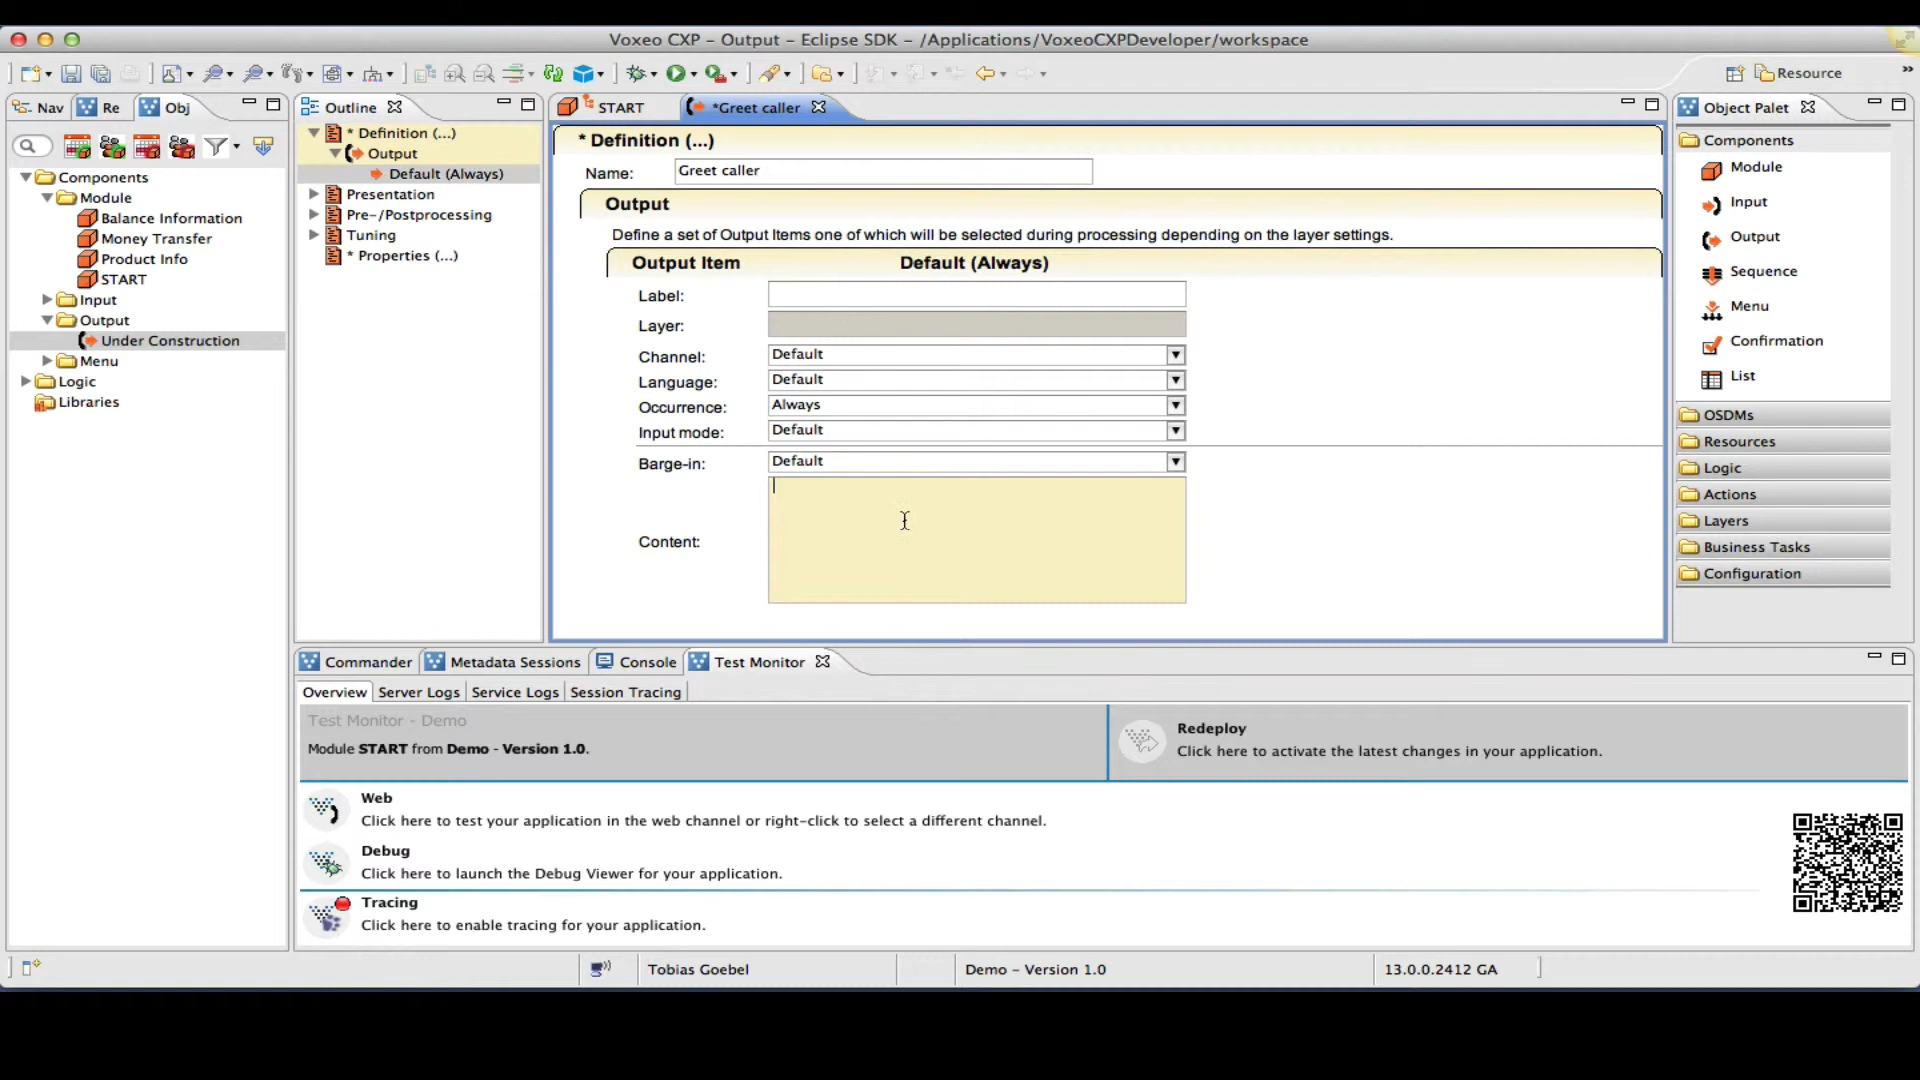 Voxeo CXP – Output – Eclipse SDK – /Applications/VoxeoCXPDeveloper/workspace
Resource
Nav
Re
Obj
Outline
START
*Greet caller
Object Palet
Components
Module
Balance Information
Money Transfer
Product Info
START
Input
Output
Under Construction
Menu
Logic
Libraries
* Definition (...)
Output
Default (Always)
Presentation
Pre-/Postprocessing
Tuning
* Properties (...)
* Definition (...)
Name:
Greet caller
Output
Define a set of Output Items one of which will be selected during processing depending on the layer settings.
Output Item
Default (Always)
Label:
Layer:
Channel:
Default
Language:
Default
Occurrence:
Always
Input mode:
Default
Barge-in:
Default
Content:
Components
Module
Input
Output
Sequence
Menu
Confirmation
List
OSDMs
Resources
Logic
Actions
Layers
Business Tasks
Configuration
Commander
Metadata Sessions
Console
Test Monitor
Overview
Server Logs
Service Logs
Session Tracing
Test Monitor - Demo
Module START from Demo - Version 1.0.
Redeploy
Click here to activate the latest changes in your application.
Web
Click here to test your application in the web channel or right-click to select a different channel.
Debug
Click here to launch the Debug Viewer for your application.
Tracing
Click here to enable tracing for your application.
Tobias Goebel
Demo – Version 1.0
13.0.0.2412 GA